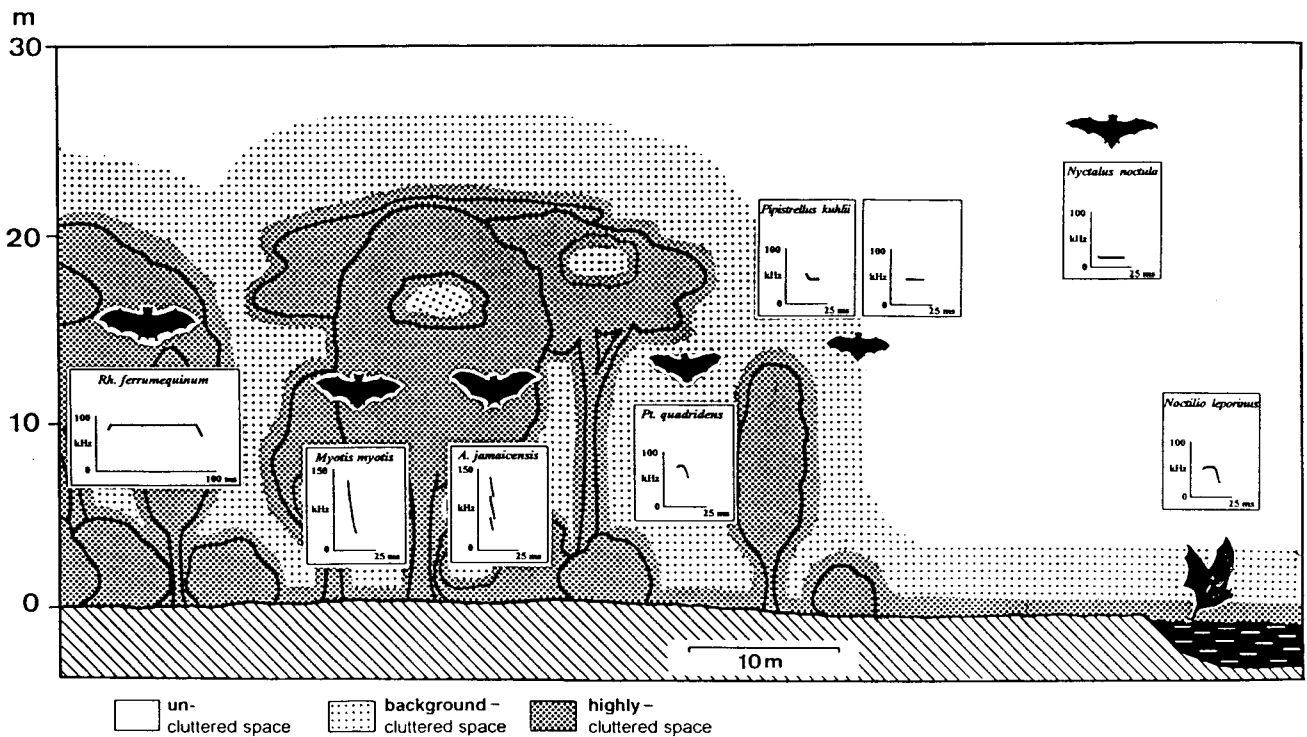 m
30
20
10
0
Nyctalus noctula
100
kHz
0
25 ms
Pipistrellus kuhlii
100
kHz
0
25 ms
100
kHz
0
25 ms
Rh. ferrumequinum
100
kHz
0
100 ms
Myotis myotis
150
kHz
0
25 ms
A. jamaicensis
150
kHz
0
25 ms
Pt. quadridens
100
kHz
0
25 ms
Noctilio leporinus
100
kHz
0
25 ms
10 m
un-
cluttered space
background –
cluttered space
highly –
cluttered space